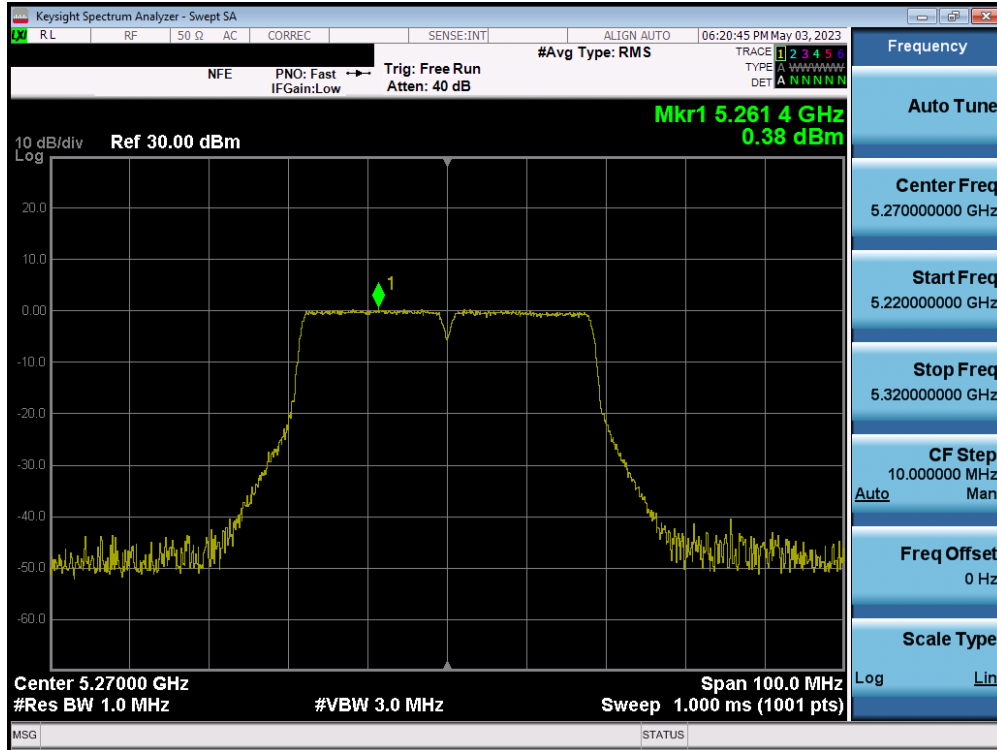 Keysight Spectrum Analyzer - Swept SA
LXI RL RF 50 Ω AC CORREC SENSE:INT ALIGN AUTO 06:20:45 PM May 03, 2023
NFE PNO: Fast Trig: Free Run #Avg Type: RMS TRACE 1 2 3 4 5 6
IFGain:Low Atten: 40 dB TYPE A WWWWW
DET A N N N N N
Mkr1 5.261 4 GHz
0.38 dBm
10 dB/div Ref 30.00 dBm
Log
20.0
10.0
1
0.00
-10.0
-20.0
-30.0
-40.0
-50.0
-60.0
Center 5.27000 GHz Span 100.0 MHz
#Res BW 1.0 MHz #VBW 3.0 MHz Sweep 1.000 ms (1001 pts)
MSG STATUS
Frequency
Auto Tune
Center Freq
5.270000000 GHz
Start Freq
5.220000000 GHz
Stop Freq
5.320000000 GHz
CF Step
10.000000 MHz
Auto Man
Freq Offset
0 Hz
Scale Type
Log Lin